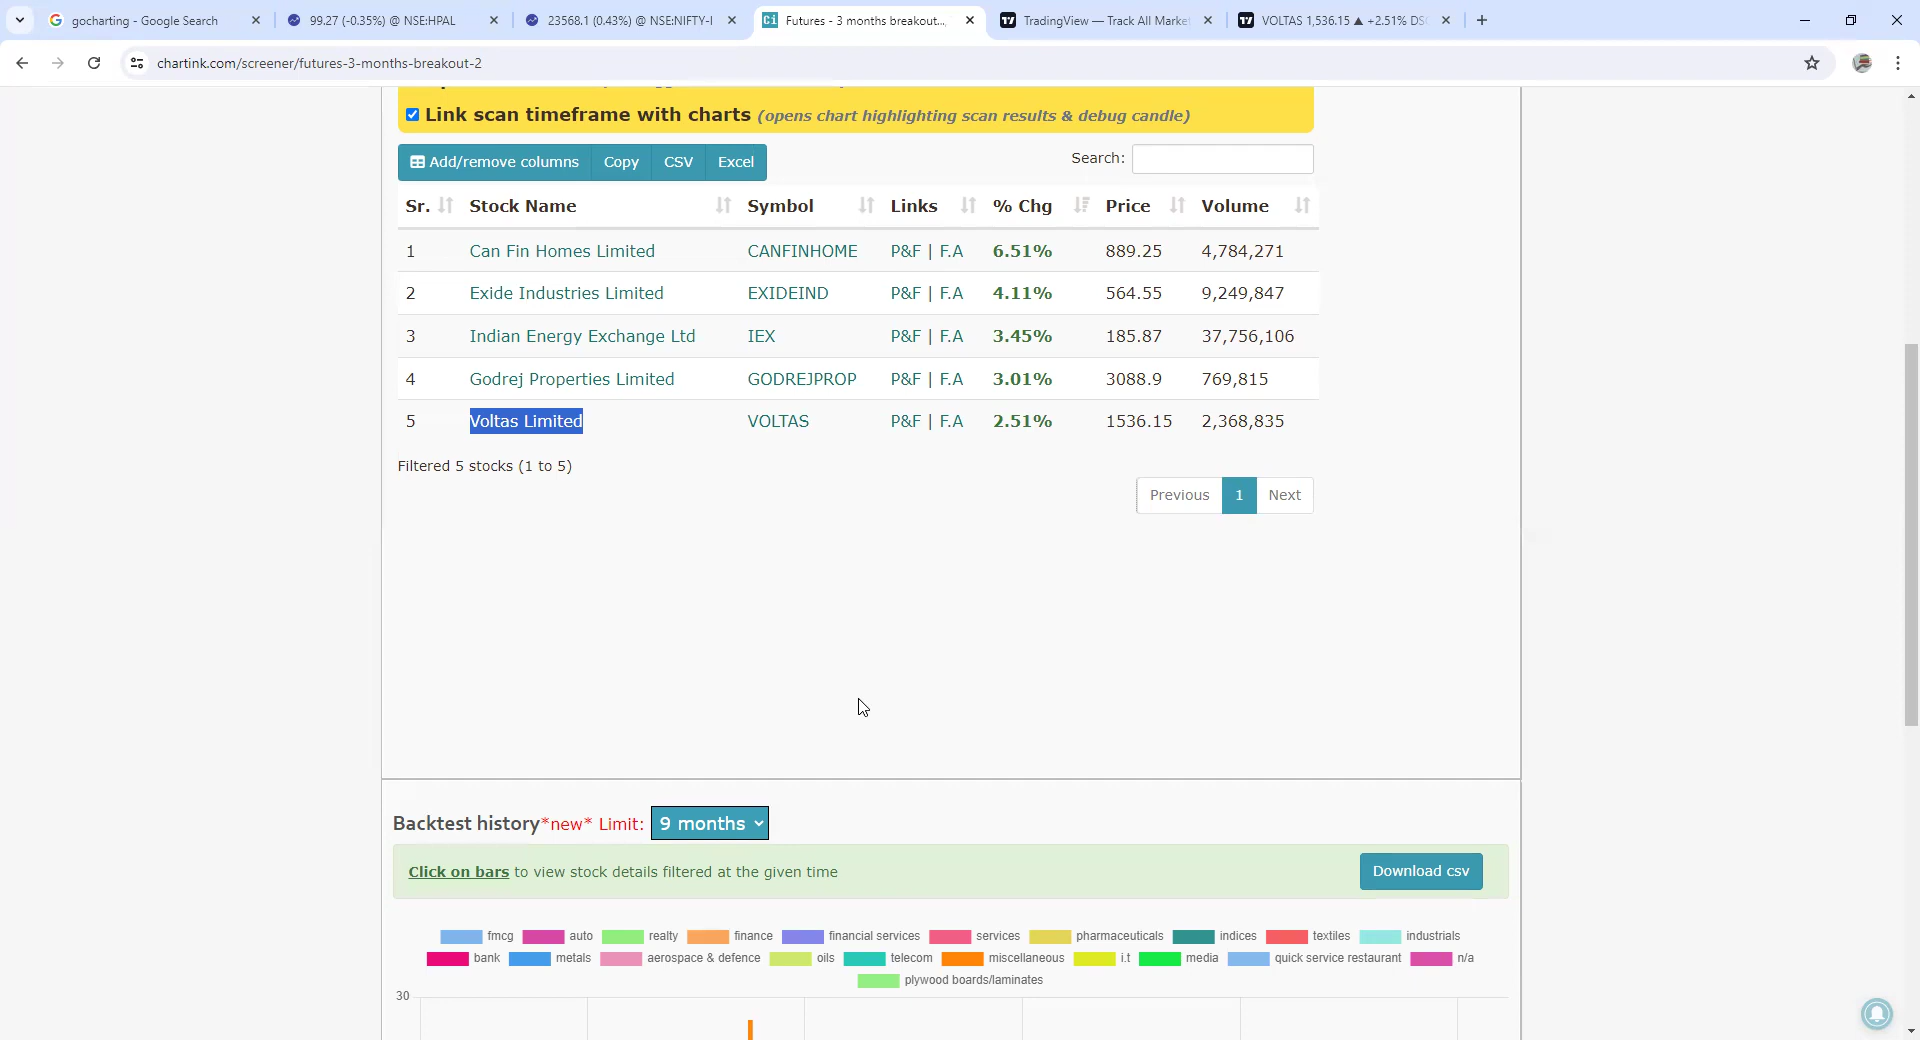 gocharting - Google Search
99.27 (-0.35%) @ NSE:HPAL
23568.1 (0.43%) @ NSE:NIFTY-I
Futures - 3 months breakout...
TradingView — Track All Market
VOLTAS 1,536.15 ▲ +2.51% DSC
chartink.com/screener/futures-3-months-breakout-2
Link scan timeframe with charts (opens chart highlighting scan results & debug candle)
Add/remove columns Copy CSV Excel Search:
Sr. Stock Name Symbol Links % Chg Price Volume
1 Can Fin Homes Limited CANFINHOME P&F | F.A 6.51% 889.25 4,784,271
2 Exide Industries Limited EXIDEIND P&F | F.A 4.11% 564.55 9,249,847
3 Indian Energy Exchange Ltd IEX P&F | F.A 3.45% 185.87 37,756,106
4 Godrej Properties Limited GODREJPROP P&F | F.A 3.01% 3088.9 769,815
5 Voltas Limited VOLTAS P&F | F.A 2.51% 1536.15 2,368,835
Filtered 5 stocks (1 to 5)
Previous 1 Next
Backtest history*new* Limit: 9 months
Click on bars to view stock details filtered at the given time Download csv
fmcg auto realty finance financial services services pharmaceuticals indices textiles industrials
bank metals aerospace & defence oils telecom miscellaneous i.t media quick service restaurant n/a
plywood boards/laminates
30